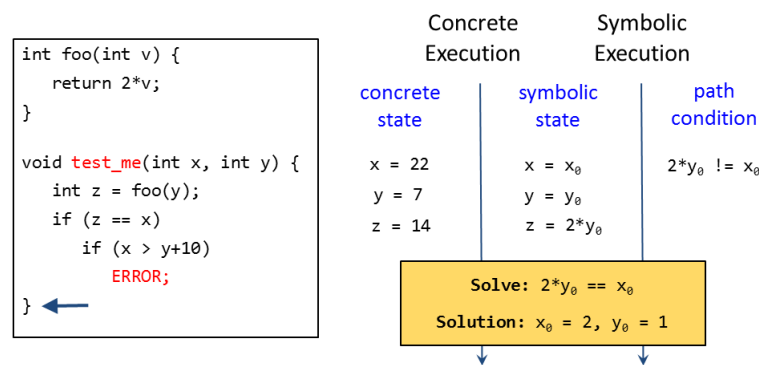 int foo(int v) {
return 2*v;
}
void test_me(int x, int y) {
int z = foo(y);
if (z == x)
if (x > y+10)
ERROR;
}
Concrete Execution
Symbolic Execution
concrete state
symbolic state
path condition
x = 22
y = 7
z = 14
x = x₀
y = y₀
z = 2*y₀
2*y₀ != x₀
Solve: 2*y₀ == x₀
Solution: x₀ = 2, y₀ = 1